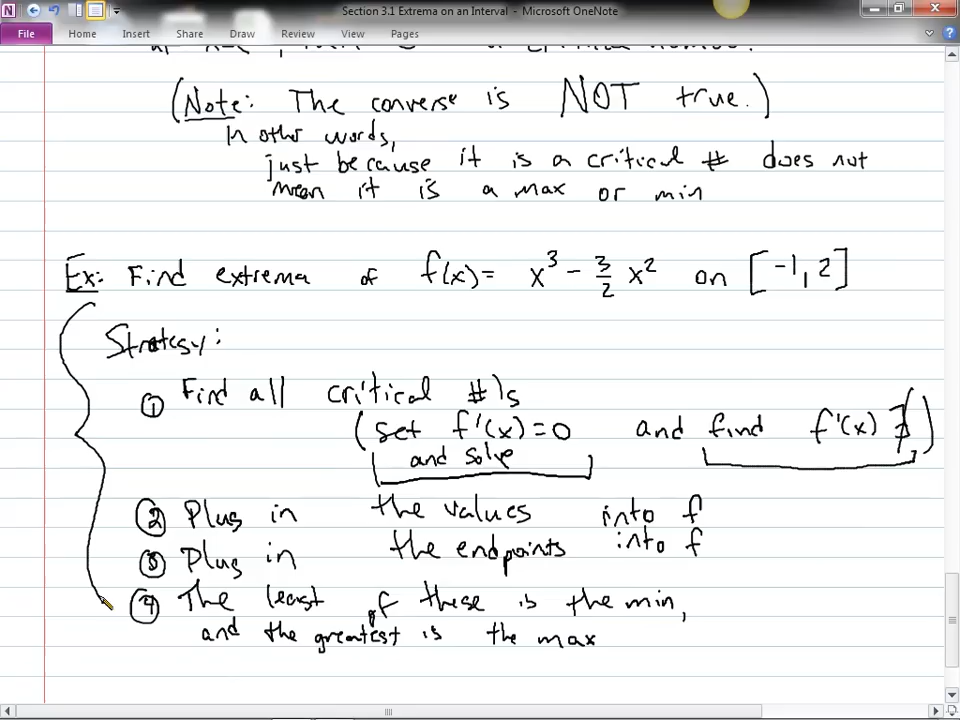 Section 3.1 Extrema on an Interval - Microsoft OneNote
File Home Insert Share Draw Review View Pages
(Note: The converse is NOT true.)
In other words,
just because it is a critical # does not
mean it is a max or min
Ex: Find extrema of f(x)= x³ - 3/2 x² on [-1, 2]
Strategy:
① Find all critical #'s
(set f'(x)=0 and find f'(x) ∄)
and solve
② Plug in the values into f
③ Plug in the endpoints into f
④ The least of these is the min,
and the greatest is the max